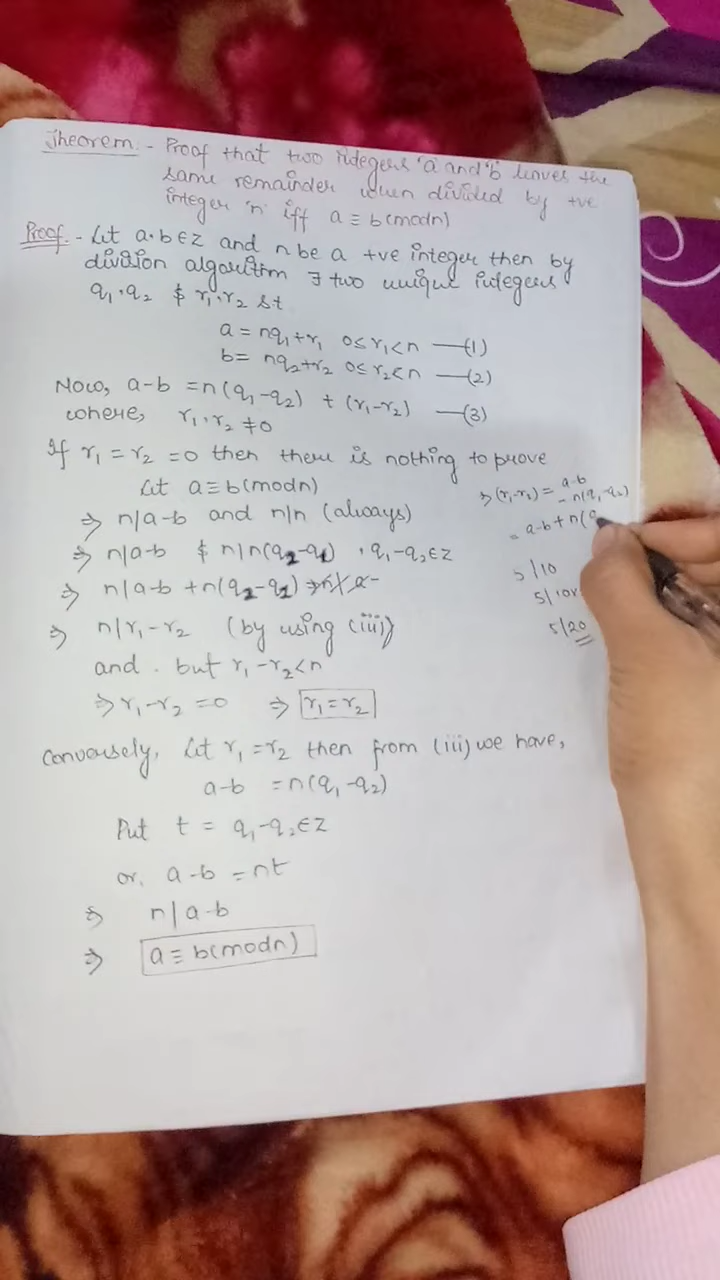 Theorem:- Proof that two integers 'a' and 'b' leaves the
same remainder when divided by +ve
integer 'n' iff a ≡ b(modn)
Proof:- Let a,b∈Z and n be a +ve integer then by
division algoritm ∃ two unique integers
q₁,q₂ & r₁,r₂ st
a = nq₁+r₁ 0≤r₁<n —(1)
b= nq₂+r₂ 0≤r₂<n —(2)
Now, a-b =n(q₁-q₂) + (r₁-r₂) —(3)
where, r₁,r₂ ≠0
If r₁=r₂=0 then there is nothing to prove
Let a≡b(modn)
⇒ n|a-b and n|n (always)
⇒ n|a-b & n|n(q₂-q₁) , q₁-q₂∈Z
⇒ n|a-b +n(q₂-q₁)
⇒ n|r₁-r₂ (by using (iii))
and . but r₁-r₂<n
⇒ r₁-r₂ =0 ⇒ r₁=r₂
Conversely, Let r₁=r₂ then from (iii) we have,
a-b =n(q₁-q₂)
Put t = q₁-q₂∈Z
or, a-b =nt
⇒ n|a-b
⇒ a≡b(modn)
⇒(r₁-r₂)= a-b
-n(q₁-q₂)
= a-b+n(
5/10
5/10x
5/20